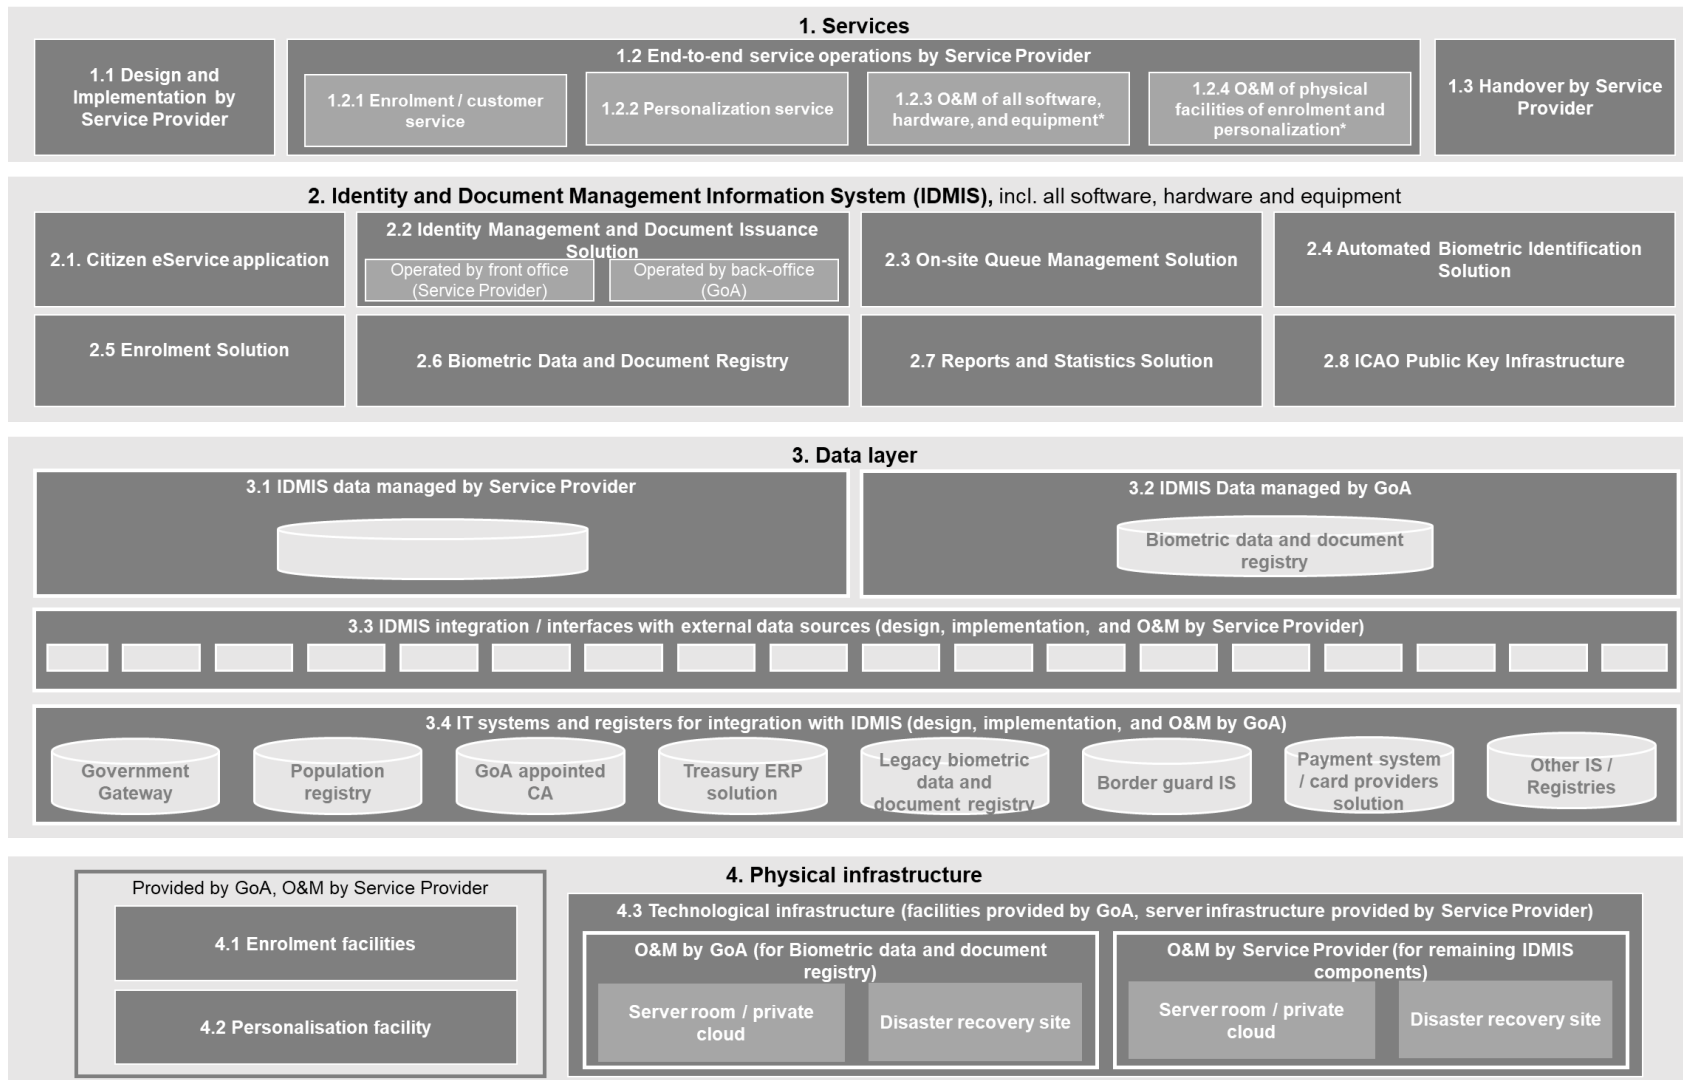 1. Services
1.1 Design and
Implementation by
Service Provider
1.2 End-to-end service operations by Service Provider
1.2.1 Enrolment / customer
service
1.2.2 Personalization service
1.2.3 O&M of all software,
hardware, and equipment*
1.2.4 O&M of physical
facilities of enrolment and
personalization*
1.3 Handover by Service
Provider
2. Identity and Document Management Information System (IDMIS), incl. all software, hardware and equipment
2.1. Citizen eService application
2.2 Identity Management and Document Issuance
Solution
Operated by front office
(Service Provider)
Operated by back-office
(GoA)
2.3 On-site Queue Management Solution
2.4 Automated Biometric Identification
Solution
2.5 Enrolment Solution
2.6 Biometric Data and Document Registry
2.7 Reports and Statistics Solution
2.8 ICAO Public Key Infrastructure
3. Data layer
3.1 IDMIS data managed by Service Provider
3.2 IDMIS Data managed by GoA
Biometric data and document
registry
3.3 IDMIS integration / interfaces with external data sources (design, implementation, and O&M by Service Provider)
3.4 IT systems and registers for integration with IDMIS (design, implementation, and O&M by GoA)
Government
Gateway
Population
registry
GoA appointed
CA
Treasury ERP
solution
Legacy biometric
data and
document registry
Border guard IS
Payment system
/ card providers
solution
Other IS /
Registries
4. Physical infrastructure
Provided by GoA, O&M by Service Provider
4.1 Enrolment facilities
4.2 Personalisation facility
4.3 Technological infrastructure (facilities provided by GoA, server infrastructure provided by Service Provider)
O&M by GoA (for Biometric data and document
registry)
Server room / private
cloud
Disaster recovery site
O&M by Service Provider (for remaining IDMIS
components)
Server room / private
cloud
Disaster recovery site